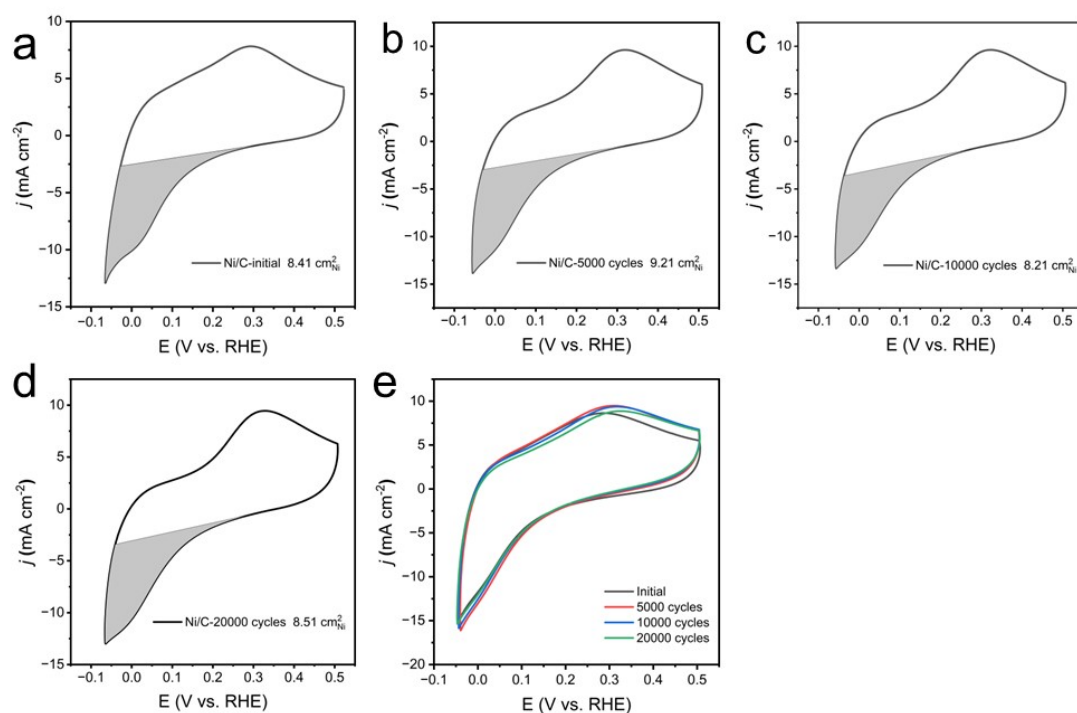 a
10
5
0
−5
−10
−15
j (mA cm⁻²)
Ni/C-initial 8.41 cm²Ni
−0.1 0.0 0.1 0.2 0.3 0.4 0.5
E (V vs. RHE)
b
10
5
0
−5
−10
−15
j (mA cm⁻²)
Ni/C-5000 cycles 9.21 cm²Ni
−0.1 0.0 0.1 0.2 0.3 0.4 0.5
E (V vs. RHE)
c
10
5
0
−5
−10
−15
j (mA cm⁻²)
Ni/C-10000 cycles 8.21 cm²Ni
−0.1 0.0 0.1 0.2 0.3 0.4 0.5
E (V vs. RHE)
d
10
5
0
−5
−10
−15
j (mA cm⁻²)
Ni/C-20000 cycles 8.51 cm²Ni
−0.1 0.0 0.1 0.2 0.3 0.4 0.5
E (V vs. RHE)
e
10
5
0
−5
−10
−15
−20
j (mA cm⁻²)
Initial
5000 cycles
10000 cycles
20000 cycles
−0.1 0.0 0.1 0.2 0.3 0.4 0.5
E (V vs. RHE)